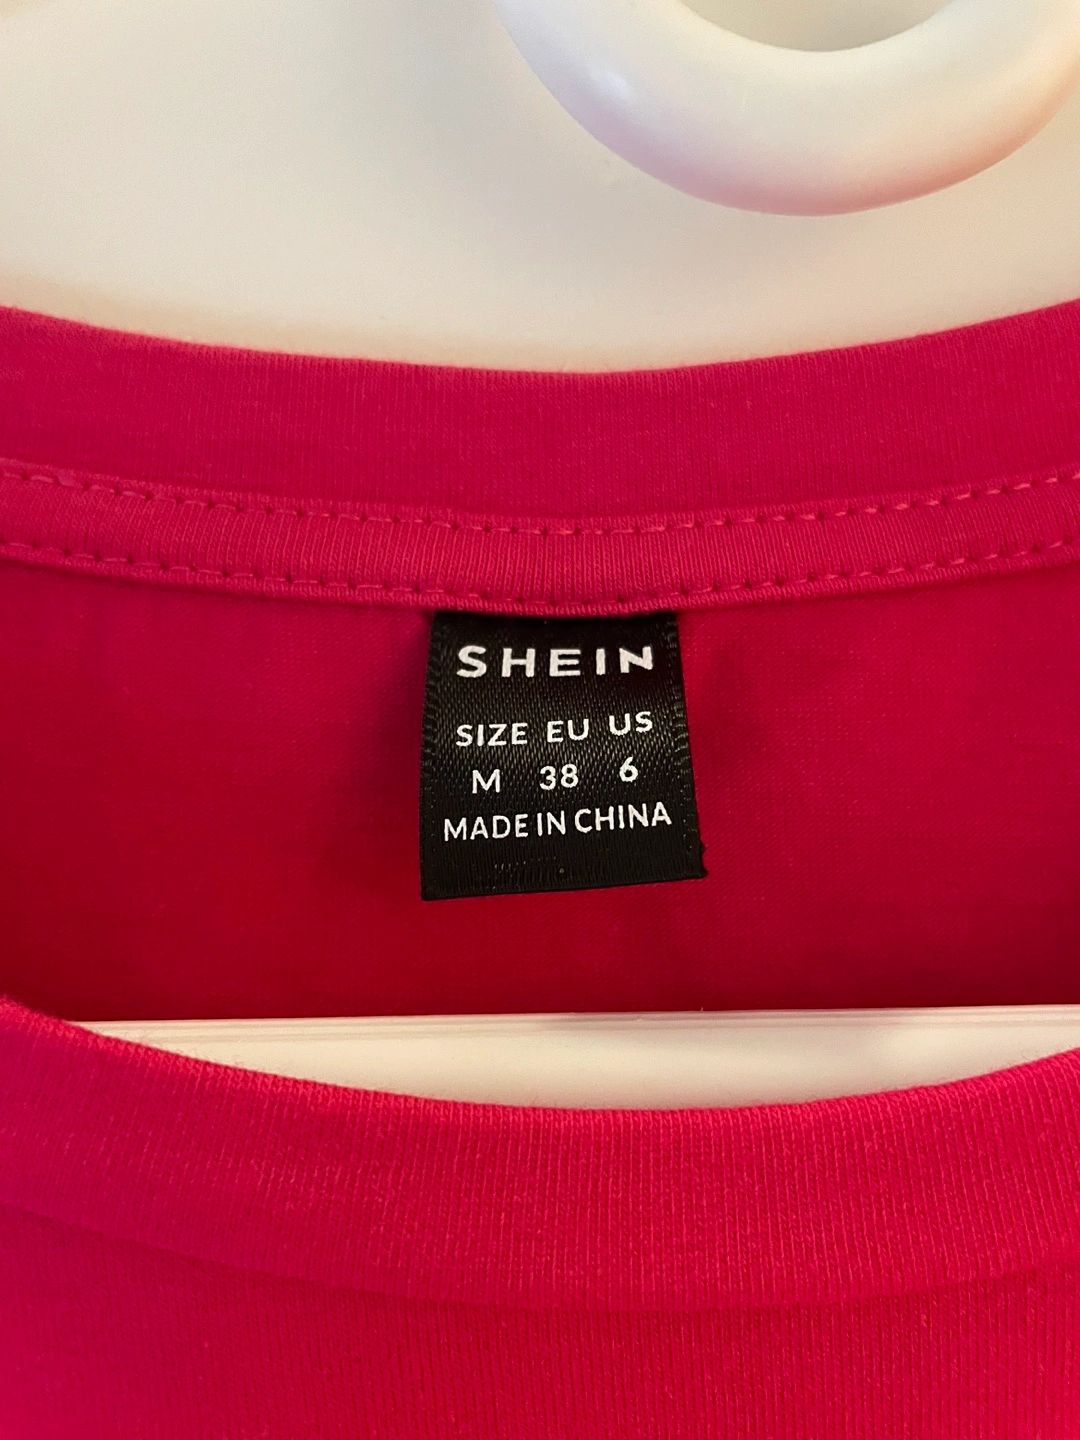 SHEIN
SIZE EU US
M 38 6
MADE IN CHINA